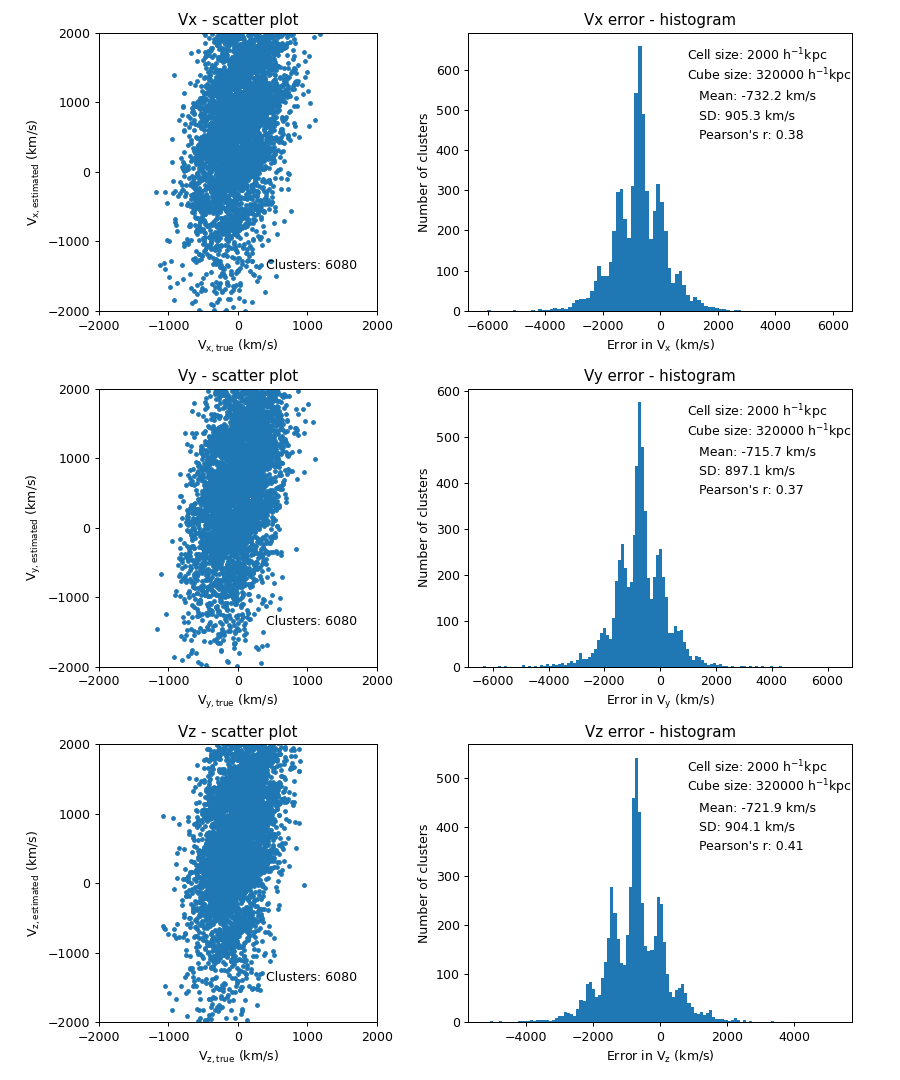 Vx - scatter plot
2000
1000
0
−1000
−2000
V_x, estimated (km/s)
Clusters: 6080
−2000 −1000 0 1000 2000
V_x, true (km/s)
Vx error - histogram
600
500
400
300
200
100
0
Number of clusters
Cell size: 2000 h⁻¹kpc
Cube size: 320000 h⁻¹kpc
Mean: -732.2 km/s
SD: 905.3 km/s
Pearson's r: 0.38
−6000 −4000 −2000 0 2000 4000 6000
Error in V_x (km/s)
Vy - scatter plot
2000
1000
0
−1000
−2000
V_y, estimated (km/s)
Clusters: 6080
−2000 −1000 0 1000 2000
V_y, true (km/s)
Vy error - histogram
600
500
400
300
200
100
0
Number of clusters
Cell size: 2000 h⁻¹kpc
Cube size: 320000 h⁻¹kpc
Mean: -715.7 km/s
SD: 897.1 km/s
Pearson's r: 0.37
−6000 −4000 −2000 0 2000 4000 6000
Error in V_y (km/s)
Vz - scatter plot
2000
1000
0
−1000
−2000
V_z, estimated (km/s)
Clusters: 6080
−2000 −1000 0 1000 2000
V_z, true (km/s)
Vz error - histogram
500
400
300
200
100
0
Number of clusters
Cell size: 2000 h⁻¹kpc
Cube size: 320000 h⁻¹kpc
Mean: -721.9 km/s
SD: 904.1 km/s
Pearson's r: 0.41
−4000 −2000 0 2000 4000
Error in V_z (km/s)